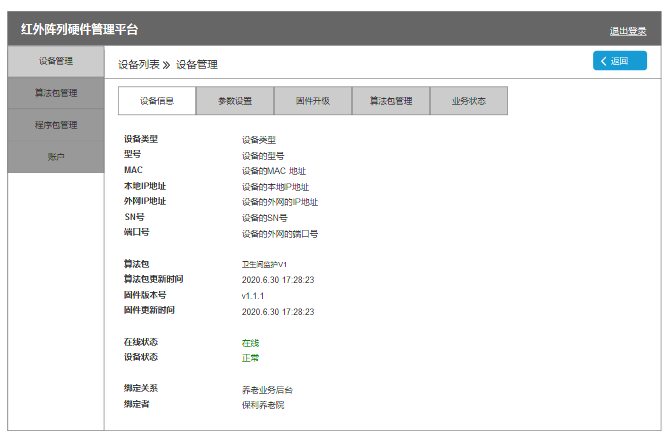 红外阵列硬件管理平台
退出登录
设备管理
算法包管理
程序包管理
账户
设备列表 » 设备管理
返回
设备信息 参数设置 固件升级 算法包管理 业务状态
设备类型 设备类型
型号 设备的型号
MAC 设备的MAC 地址
本地IP地址 设备的本地IP地址
外网IP地址 设备的外网的IP地址
SN号 设备的SN号
端口号 设备的外网的端口号
算法包 卫生间监护V1
算法包更新时间 2020.6.30 17:28:23
固件版本号 v1.1.1
固件更新时间 2020.6.30 17:28:23
在线状态 在线
设备状态 正常
绑定关系 养老业务后台
绑定者 保利养老院